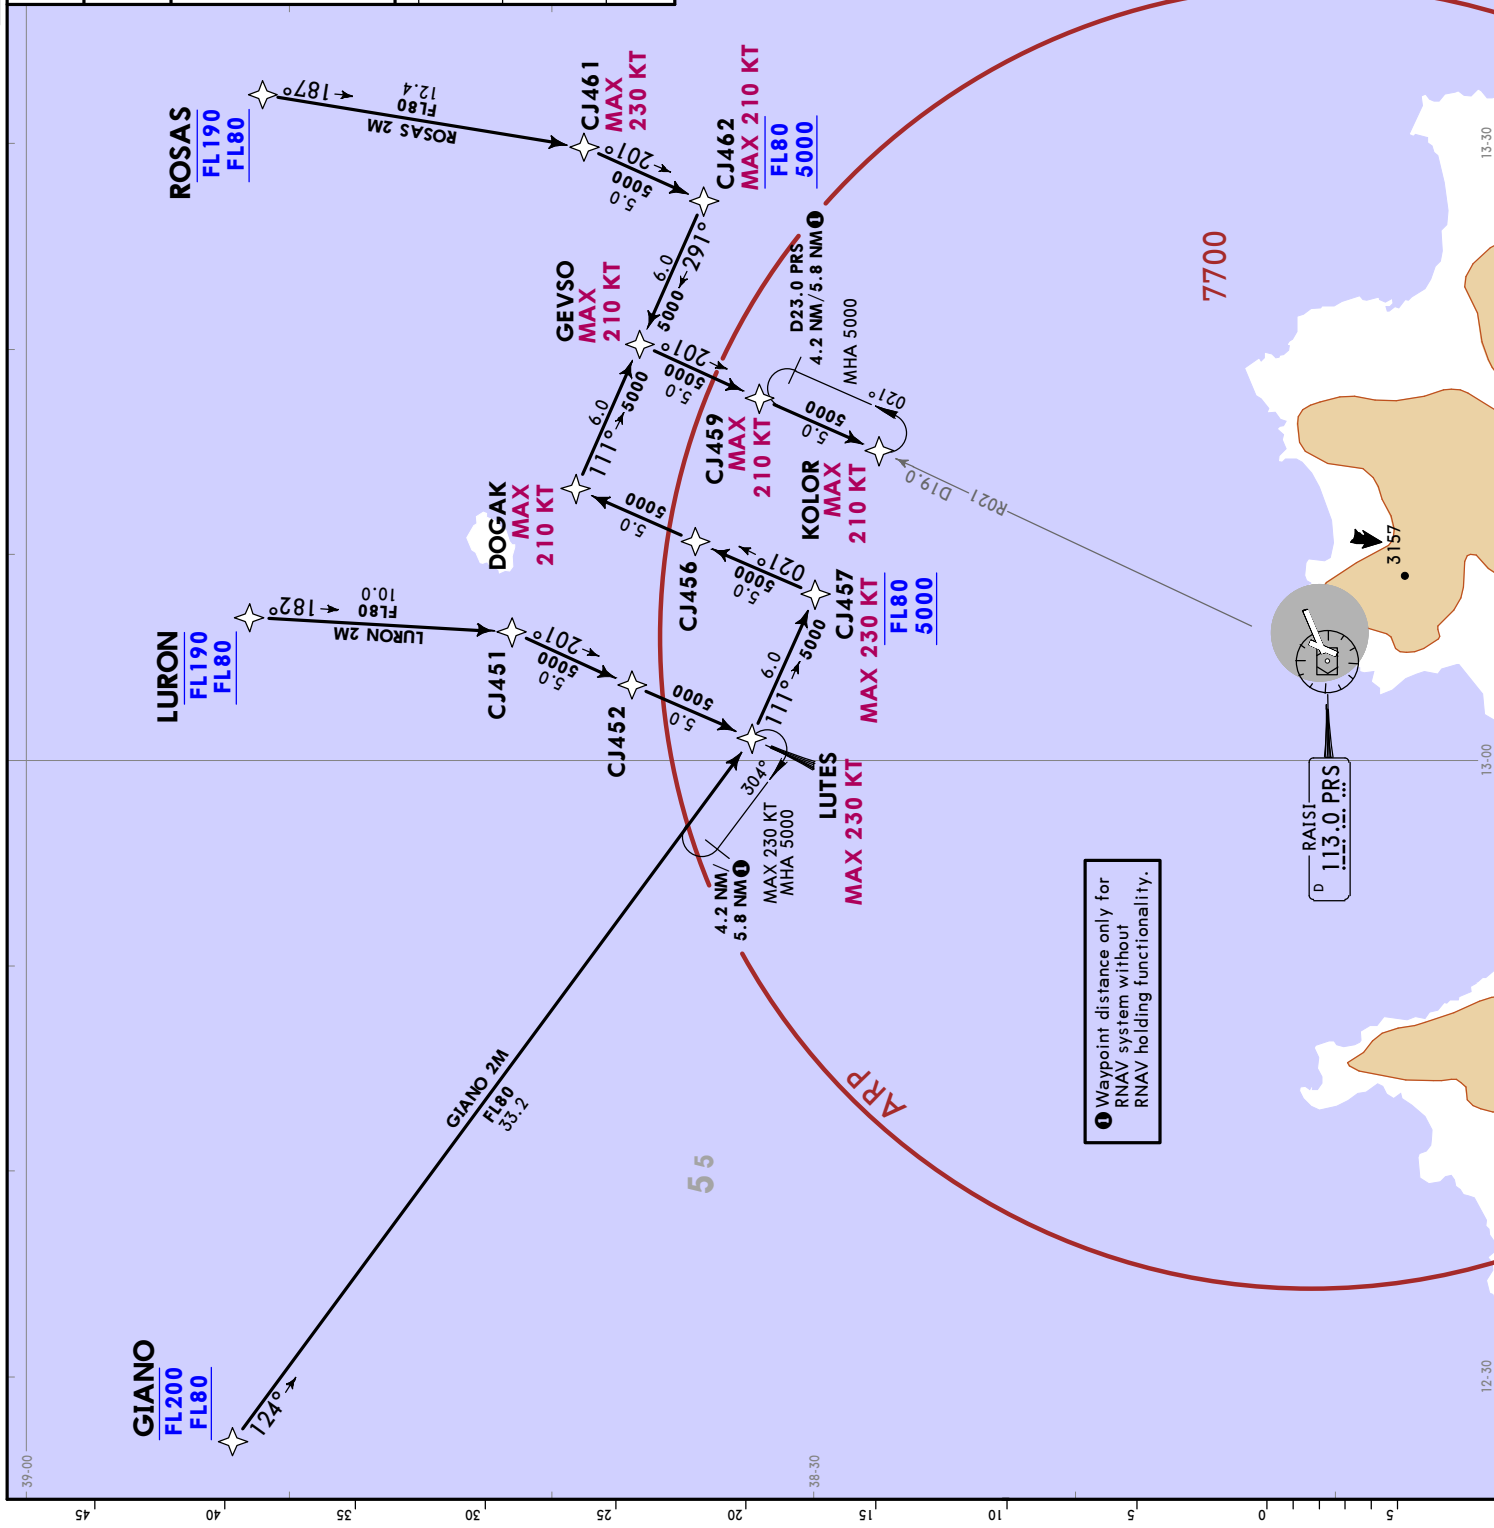 ROSAS
FL190
FL80
187°
FL80
12.4
ROSAS 2M
CJ461
MAX
230 KT
201°
5000
5.0
CJ462
MAX 210 KT
FL80
5000
6.0
5000
291°
GEVSO
MAX
210 KT
201°
5000
5.0
D23.0 PRS
4.2 NM/5.8 NM 1
MHA 5000
021°
CJ459
MAX
210 KT
5000
5.0
KOLOR
MAX
210 KT
D19.0
R021
DOGAK
MAX
210 KT
6.0
111°
5000
5000
5.0
CJ456
021°
5000
5.0
CJ457
MAX 230 KT
FL80
5000
6.0
111°
5000
LURON
FL190
FL80
182°
FL80
10.0
LURON 2M
CJ451
201°
5000
5.0
CJ452
5000
5.0
LUTES
MAX 230 KT
304°
MAX 230 KT
MHA 5000
4.2 NM/
5.8 NM 1
GIANO
FL200
FL80
124°
GIANO 2M
FL80
33.2
55
ARP
7700
3157
RAISI
D
113.0 PRS
1 Waypoint distance only for
RNAV system without
RNAV holding functionality.
39-00
38-30
13-30
13-00
12-30
45
40
35
30
25
20
15
10
5
0
5